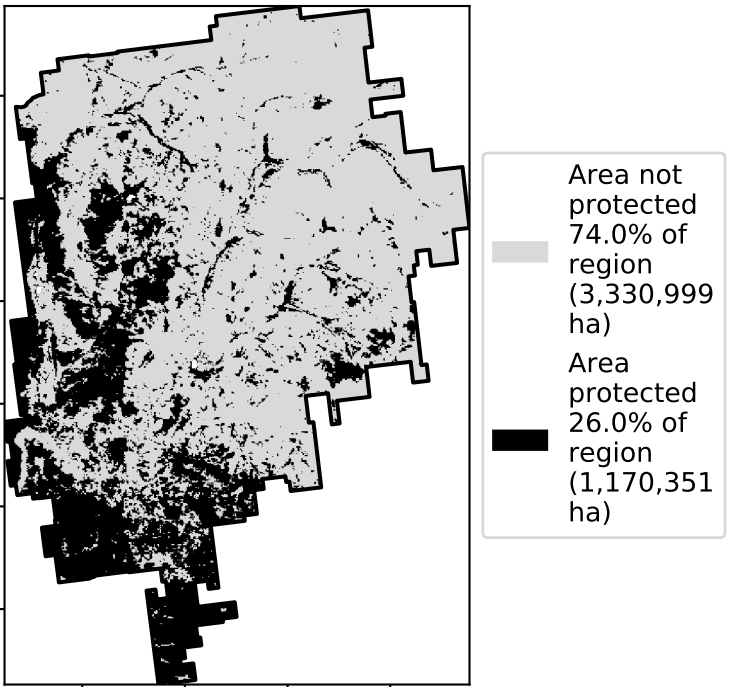 Area not
protected
74.0% of
region
(3,330,999
ha)
Area
protected
26.0% of
region
(1,170,351
ha)